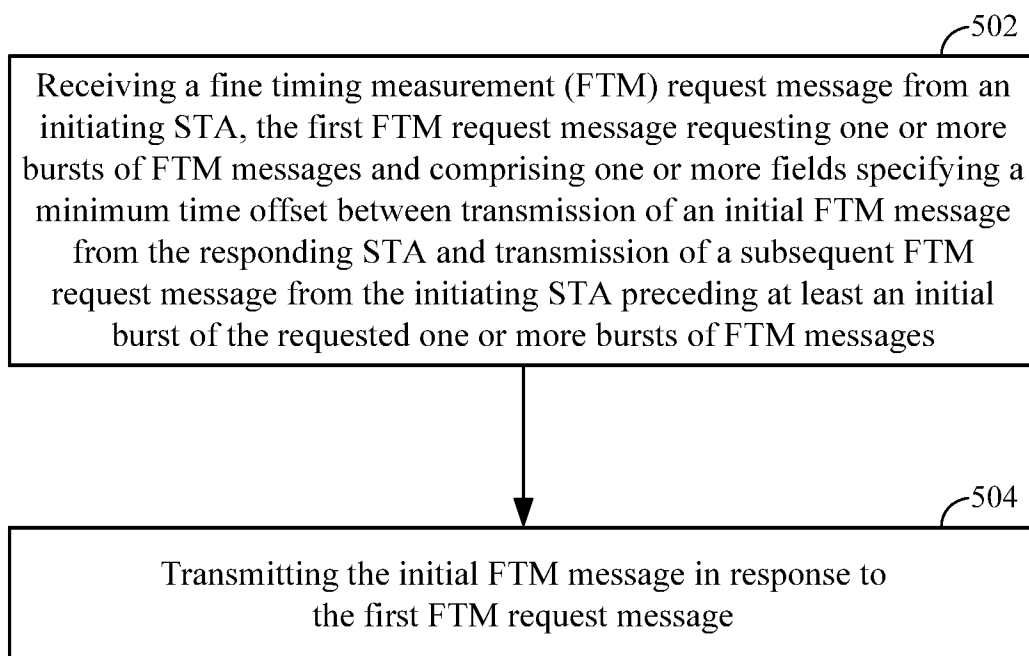 502
Receiving a fine timing measurement (FTM) request message from an
initiating STA, the first FTM request message requesting one or more
bursts of FTM messages and comprising one or more fields specifying a
minimum time offset between transmission of an initial FTM message
from the responding STA and transmission of a subsequent FTM
request message from the initiating STA preceding at least an initial
burst of the requested one or more bursts of FTM messages
504
Transmitting the initial FTM message in response to
the first FTM request message